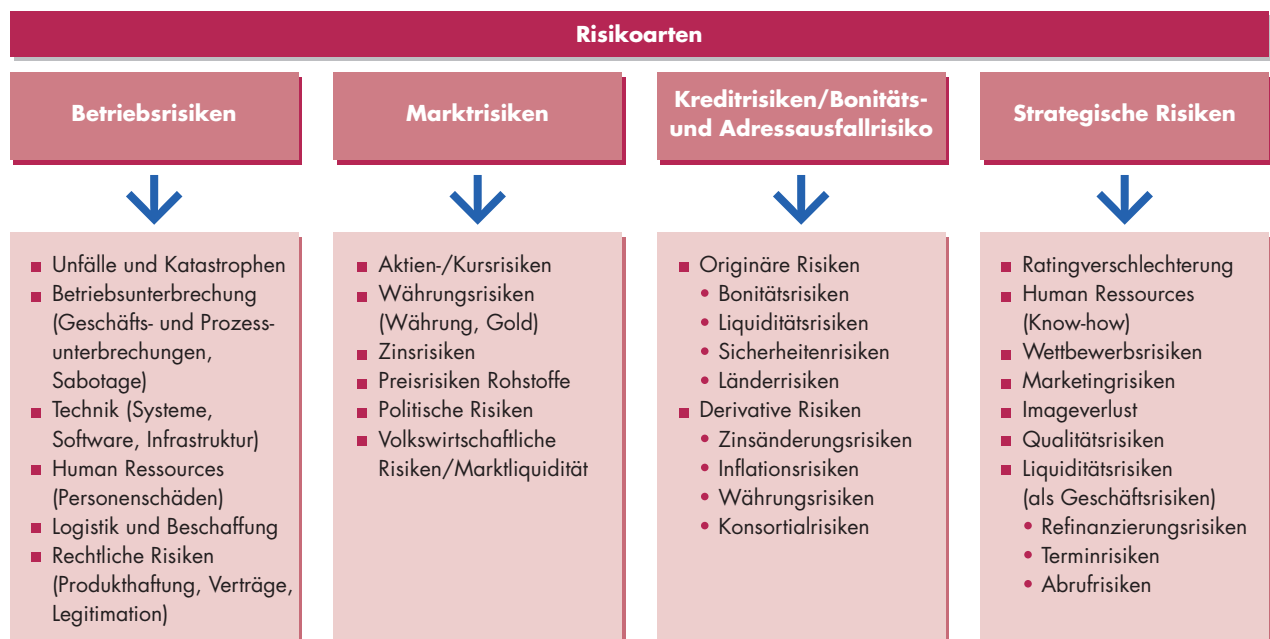 Risikoarten
Betriebsrisiken
Unfälle und Katastrophen
Betriebsunterbrechung
(Geschäfts- und Prozess-
unterbrechungen,
Sabotage)
Technik (Systeme,
Software, Infrastruktur)
Human Ressources
(Personenschäden)
Logistik und Beschaffung
Rechtliche Risiken
(Produkthaftung, Verträge,
Legitimation)
Marktrisiken
Aktien-/Kursrisiken
Währungsrisiken
(Währung, Gold)
Zinsrisiken
Preisrisiken Rohstoffe
Politische Risiken
Volkswirtschaftliche
Risiken/Marktliquidität
Kreditrisiken/Bonitäts-
und Adressausfallrisiko
Originäre Risiken
Bonitätsrisiken
Liquiditätsrisiken
Sicherheitenrisiken
Länderrisiken
Derivative Risiken
Zinsänderungsrisiken
Inflationsrisiken
Währungsrisiken
Konsortialrisiken
Strategische Risiken
Ratingverschlechterung
Human Ressources
(Know-how)
Wettbewerbsrisiken
Marketingrisiken
Imageverlust
Qualitätsrisiken
Liquiditätsrisiken
(als Geschäftsrisiken)
Refinanzierungsrisiken
Terminrisiken
Abrufrisiken